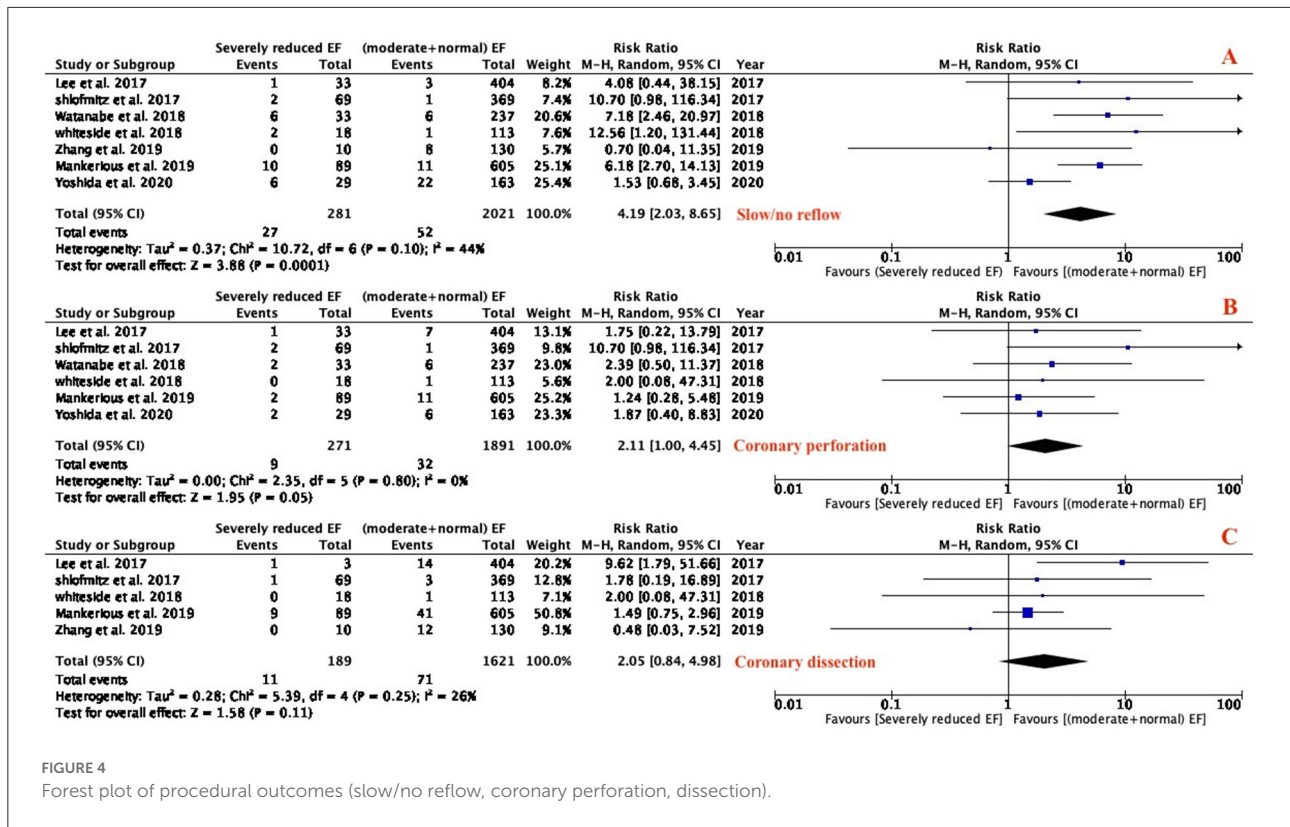 Severely reduced EF (moderate+normal) EF Risk Ratio Risk Ratio A
Study or Subgroup Events Total Events Total Weight M-H, Random, 95% CI Year M-H, Random, 95% CI
Lee et al. 2017 1 33 3 404 8.2% 4.08 [0.44, 38.15] 2017
shlofmitz et al. 2017 2 69 1 369 7.4% 10.70 [0.98, 116.34] 2017
Watanabe et al. 2018 6 33 6 237 20.6% 7.18 [2.46, 20.97] 2018
whiteside et al. 2018 2 18 1 113 7.6% 12.56 [1.20, 131.44] 2018
Zhang et al. 2019 0 10 8 130 5.7% 0.70 [0.04, 11.35] 2019
Mankerious et al. 2019 10 89 11 605 25.1% 6.18 [2.70, 14.13] 2019
Yoshida et al. 2020 6 29 22 163 25.4% 1.53 [0.68, 3.45] 2020
Total (95% CI) 281 2021 100.0% 4.19 [2.03, 8.65] Slow/no reflow
Total events 27 52
Heterogeneity: Tau² = 0.37; Chi² = 10.72, df = 6 (P = 0.10); I² = 44%
Test for overall effect: Z = 3.88 (P = 0.0001)
0.01 0.1 1 10 100
Favours (Severely reduced EF) Favours [(moderate+normal) EF]
Severely reduced EF (moderate+normal) EF Risk Ratio Risk Ratio B
Study or Subgroup Events Total Events Total Weight M-H, Random, 95% CI Year M-H, Random, 95% CI
Lee et al. 2017 1 33 7 404 13.1% 1.75 [0.22, 13.79] 2017
shlofmitz et al. 2017 2 69 1 369 9.8% 10.70 [0.98, 116.34] 2017
Watanabe et al. 2018 2 33 6 237 23.0% 2.39 [0.50, 11.37] 2018
whiteside et al. 2018 0 18 1 113 5.6% 2.00 [0.08, 47.31] 2018
Mankerious et al. 2019 2 89 11 605 25.2% 1.24 [0.28, 5.48] 2019
Yoshida et al. 2020 2 29 6 163 23.3% 1.87 [0.40, 8.83] 2020
Total (95% CI) 271 1891 100.0% 2.11 [1.00, 4.45] Coronary perforation
Total events 9 32
Heterogeneity: Tau² = 0.00; Chi² = 2.35, df = 5 (P = 0.80); I² = 0%
Test for overall effect: Z = 1.95 (P = 0.05)
0.01 0.1 1 10 100
Favours [Severely reduced EF] Favours [(moderate+normal) EF]
Severely reduced EF (moderate+normal) EF Risk Ratio Risk Ratio C
Study or Subgroup Events Total Events Total Weight M-H, Random, 95% CI Year M-H, Random, 95% CI
Lee et al. 2017 1 3 14 404 20.2% 9.62 [1.79, 51.66] 2017
shlofmitz et al. 2017 1 69 3 369 12.8% 1.78 [0.19, 16.89] 2017
whiteside et al. 2018 0 18 1 113 7.1% 2.00 [0.08, 47.31] 2018
Mankerious et al. 2019 9 89 41 605 50.8% 1.49 [0.75, 2.96] 2019
Zhang et al. 2019 0 10 12 130 9.1% 0.48 [0.03, 7.52] 2019
Total (95% CI) 189 1621 100.0% 2.05 [0.84, 4.98] Coronary dissection
Total events 11 71
Heterogeneity: Tau² = 0.28; Chi² = 5.39, df = 4 (P = 0.25); I² = 26%
Test for overall effect: Z = 1.58 (P = 0.11)
0.01 0.1 1 10 100
Favours [Severely reduced EF] Favours [(moderate+normal) EF]
FIGURE 4
Forest plot of procedural outcomes (slow/no reflow, coronary perforation, dissection).